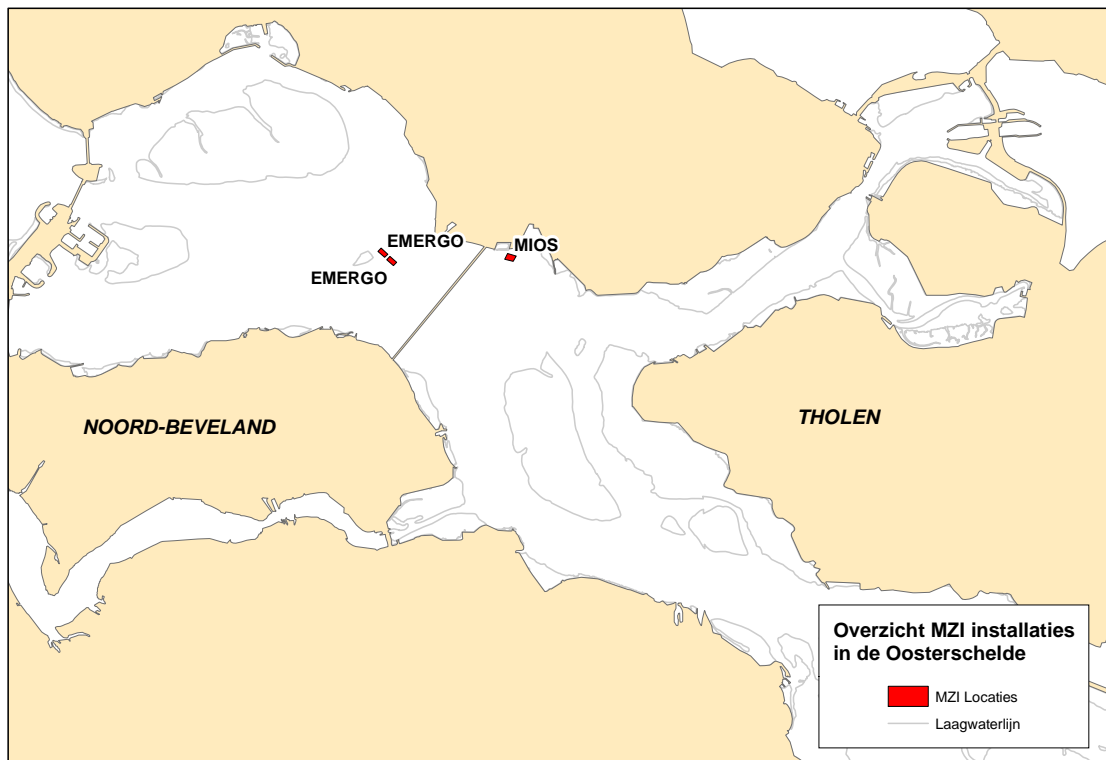 EMERGO
MIOS
EMERGO
THOLEN
NOORD-BEVELAND
Overzicht MZI installaties
in de Oosterschelde
MZI Locaties
Laagwaterlijn